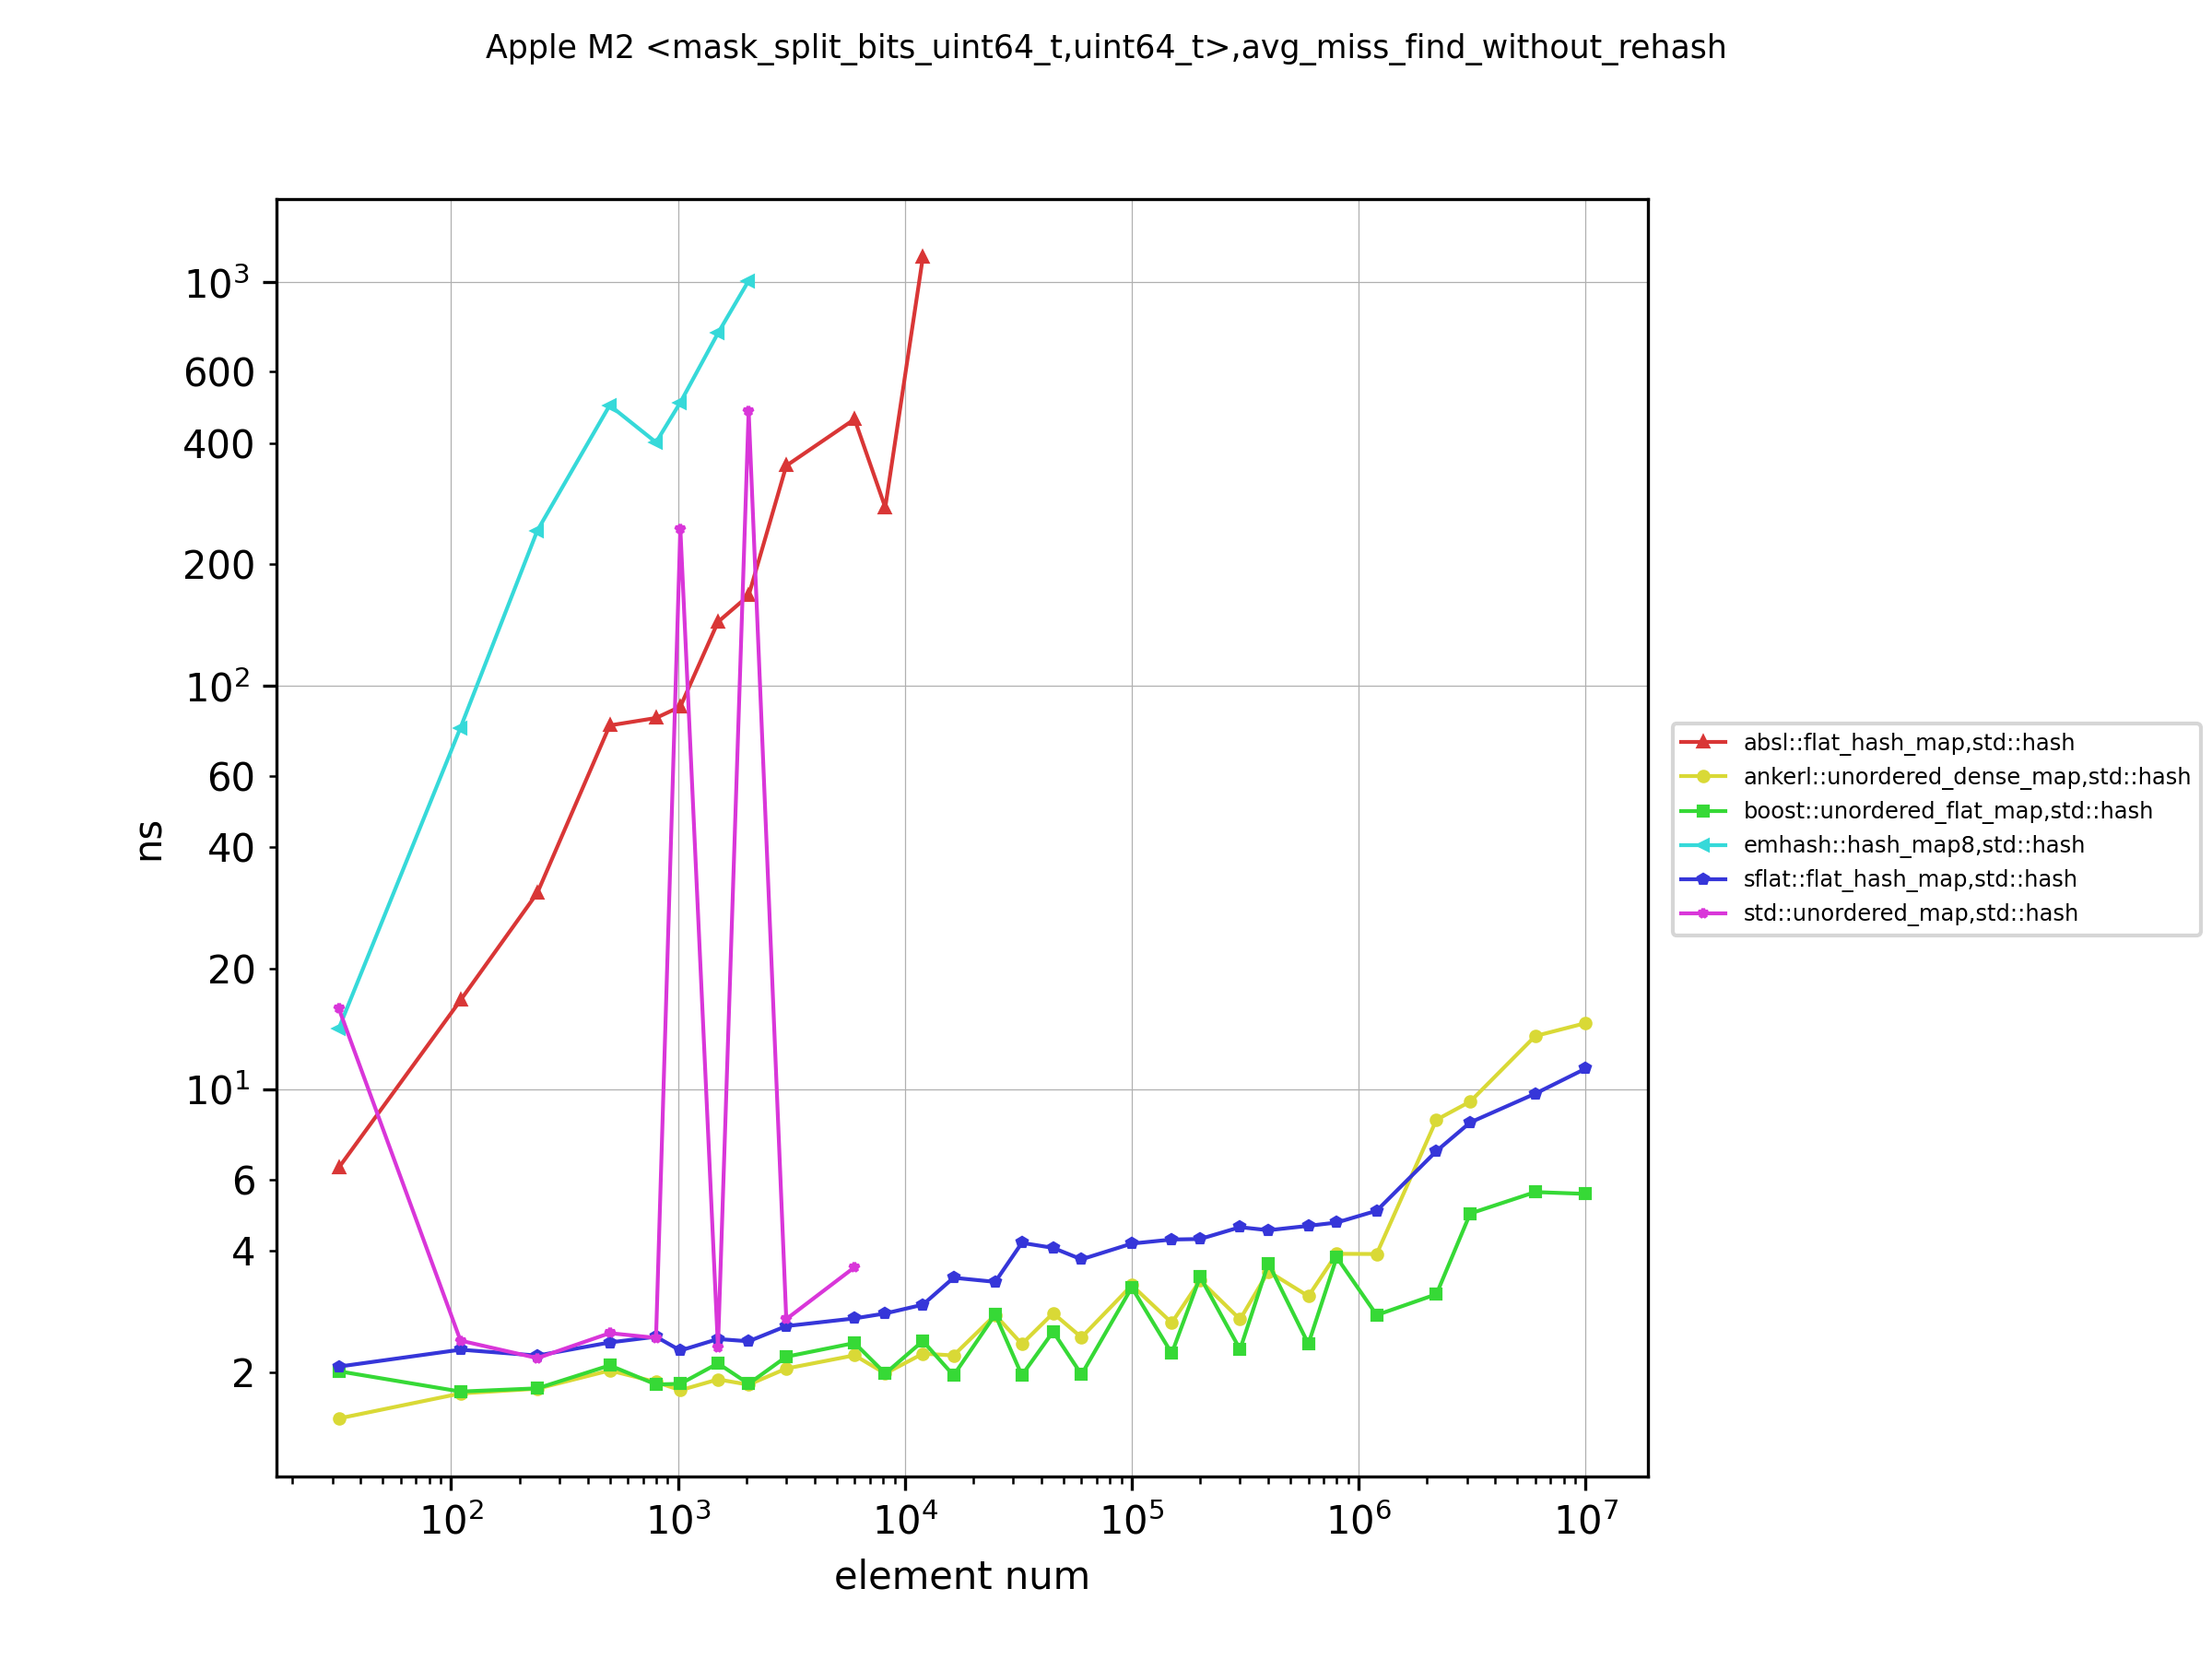 Apple M2 <mask_split_bits_uint64_t,uint64_t>,avg_miss_find_without_rehash
10³
600
400
200
10²
60
40
20
10¹
6
4
2
ns
10² 10³ 10⁴ 10⁵ 10⁶ 10⁷
element num
absl::flat_hash_map,std::hash
ankerl::unordered_dense_map,std::hash
boost::unordered_flat_map,std::hash
emhash::hash_map8,std::hash
sflat::flat_hash_map,std::hash
std::unordered_map,std::hash